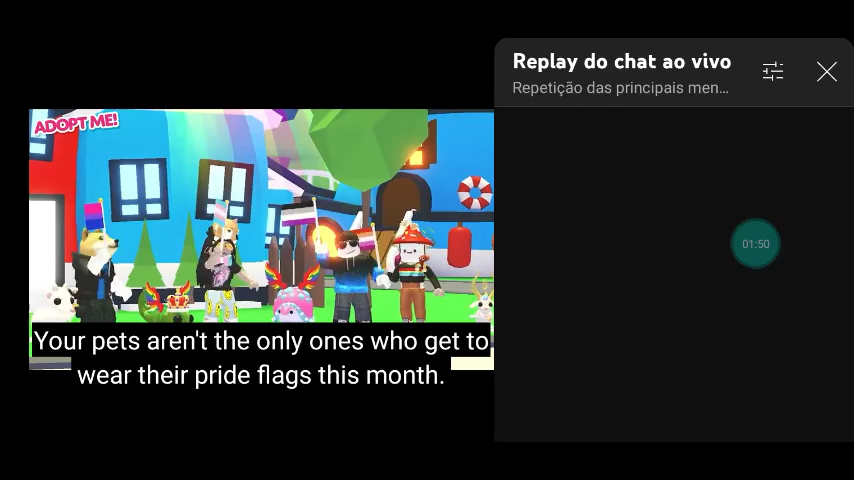 ADOPT ME!
Your pets aren't the only ones who get to
wear their pride flags this month.
Replay do chat ao vivo
Repetição das principais men...
01:50